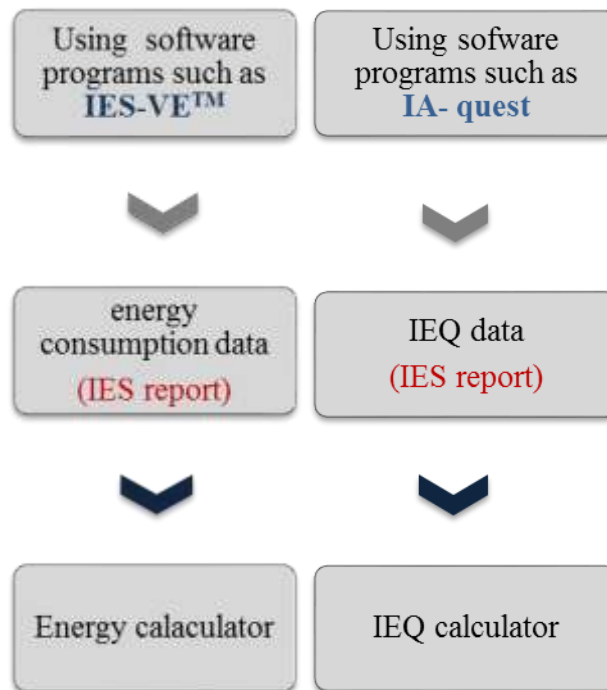 Using software
programs such as
IES-VE™
Using sofware
programs such as
IA- quest
energy
consumption data
(IES report)
IEQ data
(IES report)
Energy calaculator
IEQ calculator